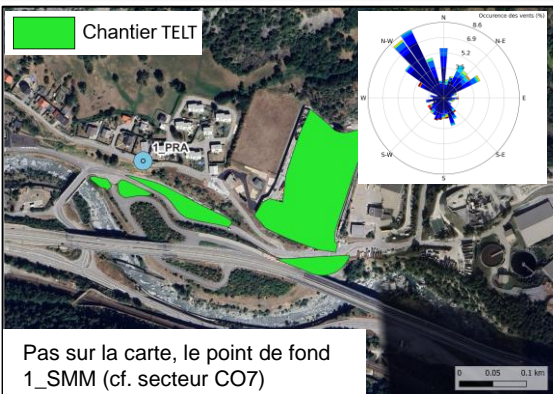 Chantier TELT
Occurence des vents (%)
N
8.6
6.9
5.2
N-W
N-E
W
E
S-W
S-E
S
1_PRA
Pas sur la carte, le point de fond
1_SMM (cf. secteur CO7)
0 0.05 0.1 km